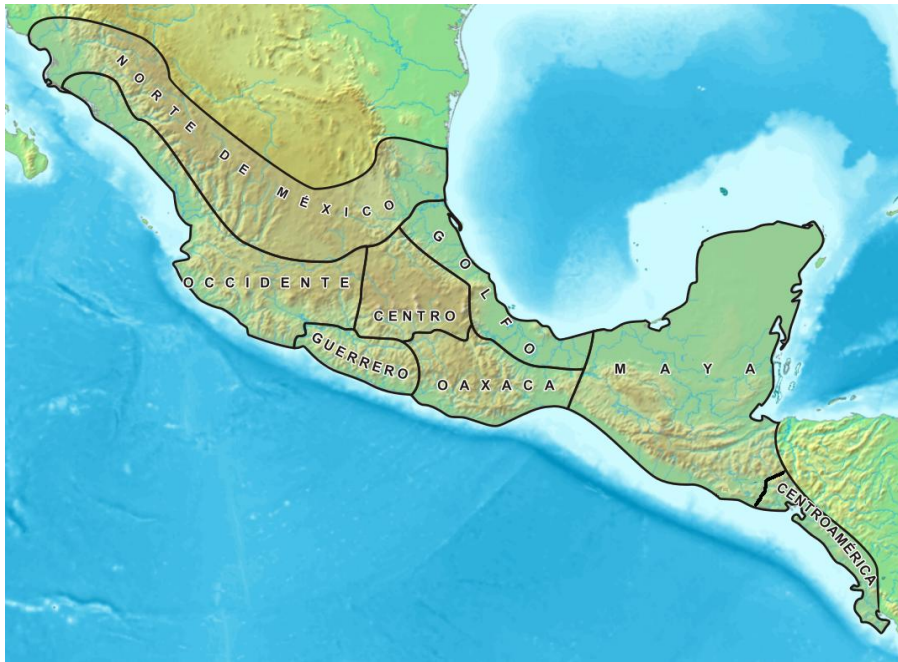 NORTE DE MÉXICO
GOLFO
OCCIDENTE
CENTRO
GUERRERO
OAXACA
MAYA
CENTROAMÉRICA